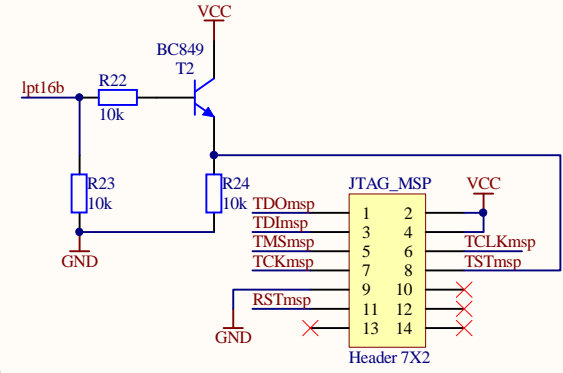 VCC
BC849
T2
lpt16b
R22
10k
R23
10k
R24
10k
GND
JTAG_MSP
VCC
TDOmsp 1 2
TDImsp 3 4
TMSmsp 5 6 TCLKmsp
TCKmsp 7 8 TSTmsp
9 10
RSTmsp 11 12
13 14
GND
Header 7X2